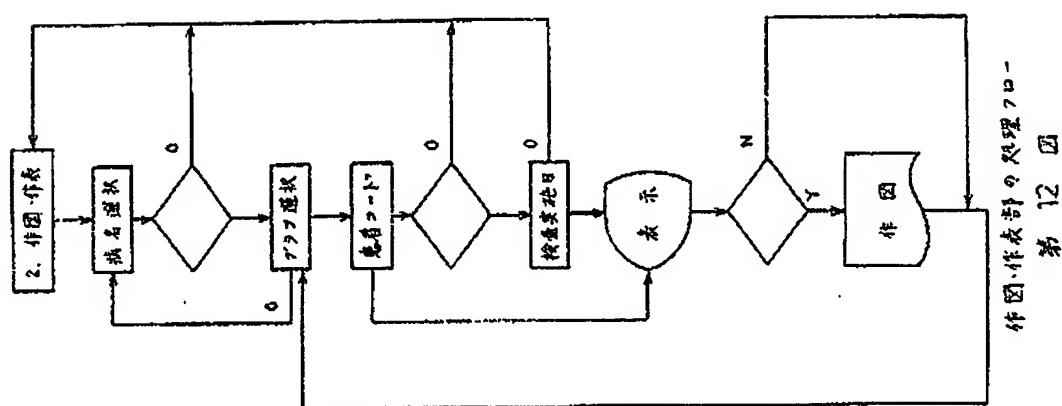 2. 作図・作表
病名選択
0
グラフ選択
0
患者コード
0
検査実施日
0
表示
N
Y
作図
作図・作表部の処理フロー
第 12 図